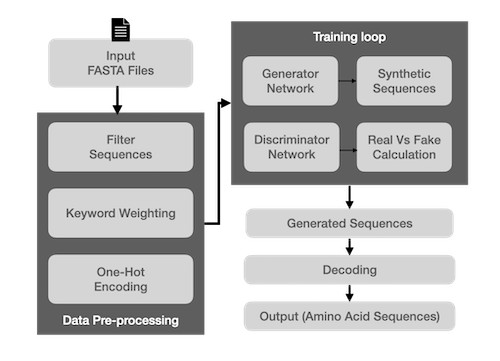 Input
FASTA Files
Filter
Sequences
Keyword Weighting
One-Hot
Encoding
Data Pre-processing
Training loop
Generator
Network
Synthetic
Sequences
Discriminator
Network
Real Vs Fake
Calculation
Generated Sequences
Decoding
Output (Amino Acid Sequences)